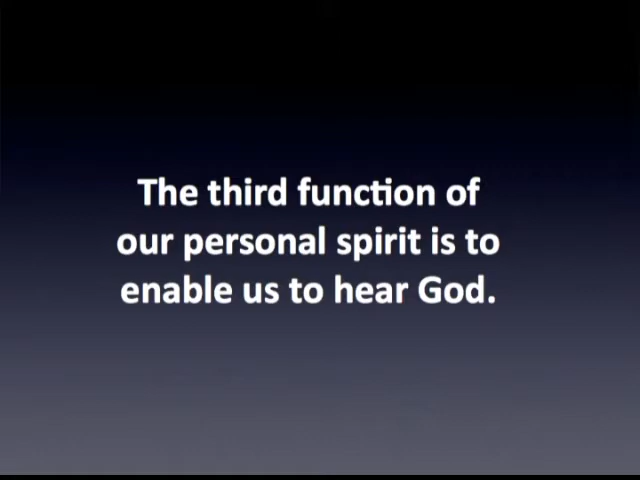 The third function of
our personal spirit is to
enable us to hear God.